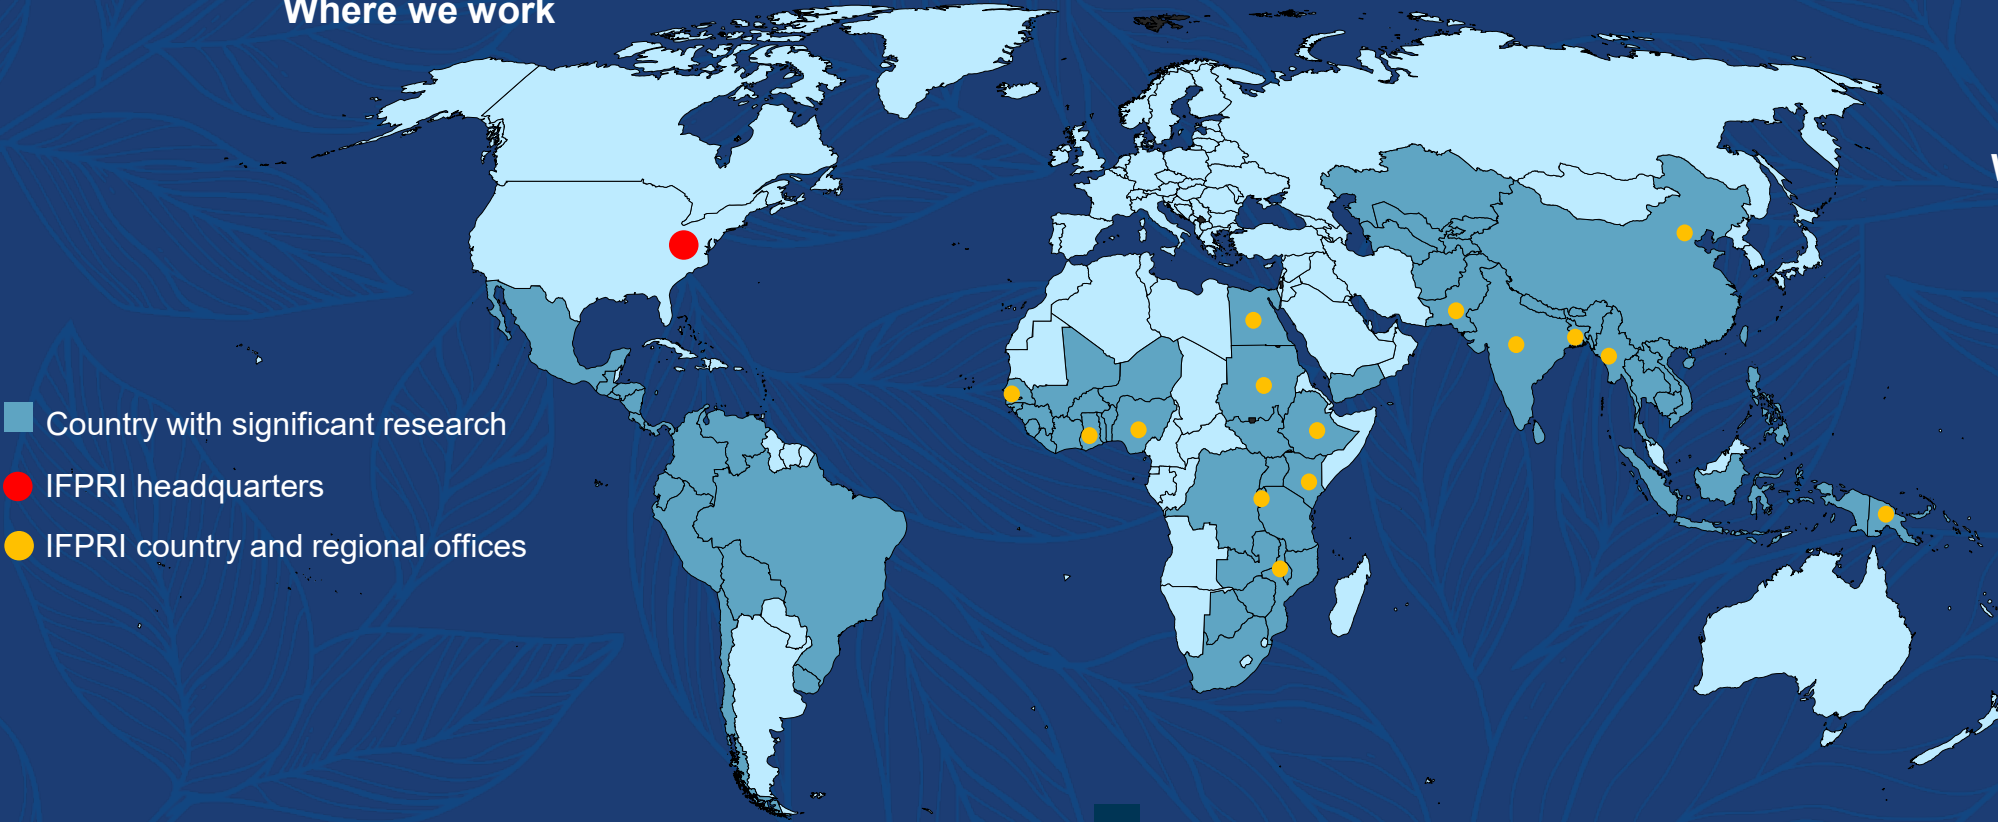 Where we work
Country with significant research
IFPRI headquarters
IFPRI country and regional offices